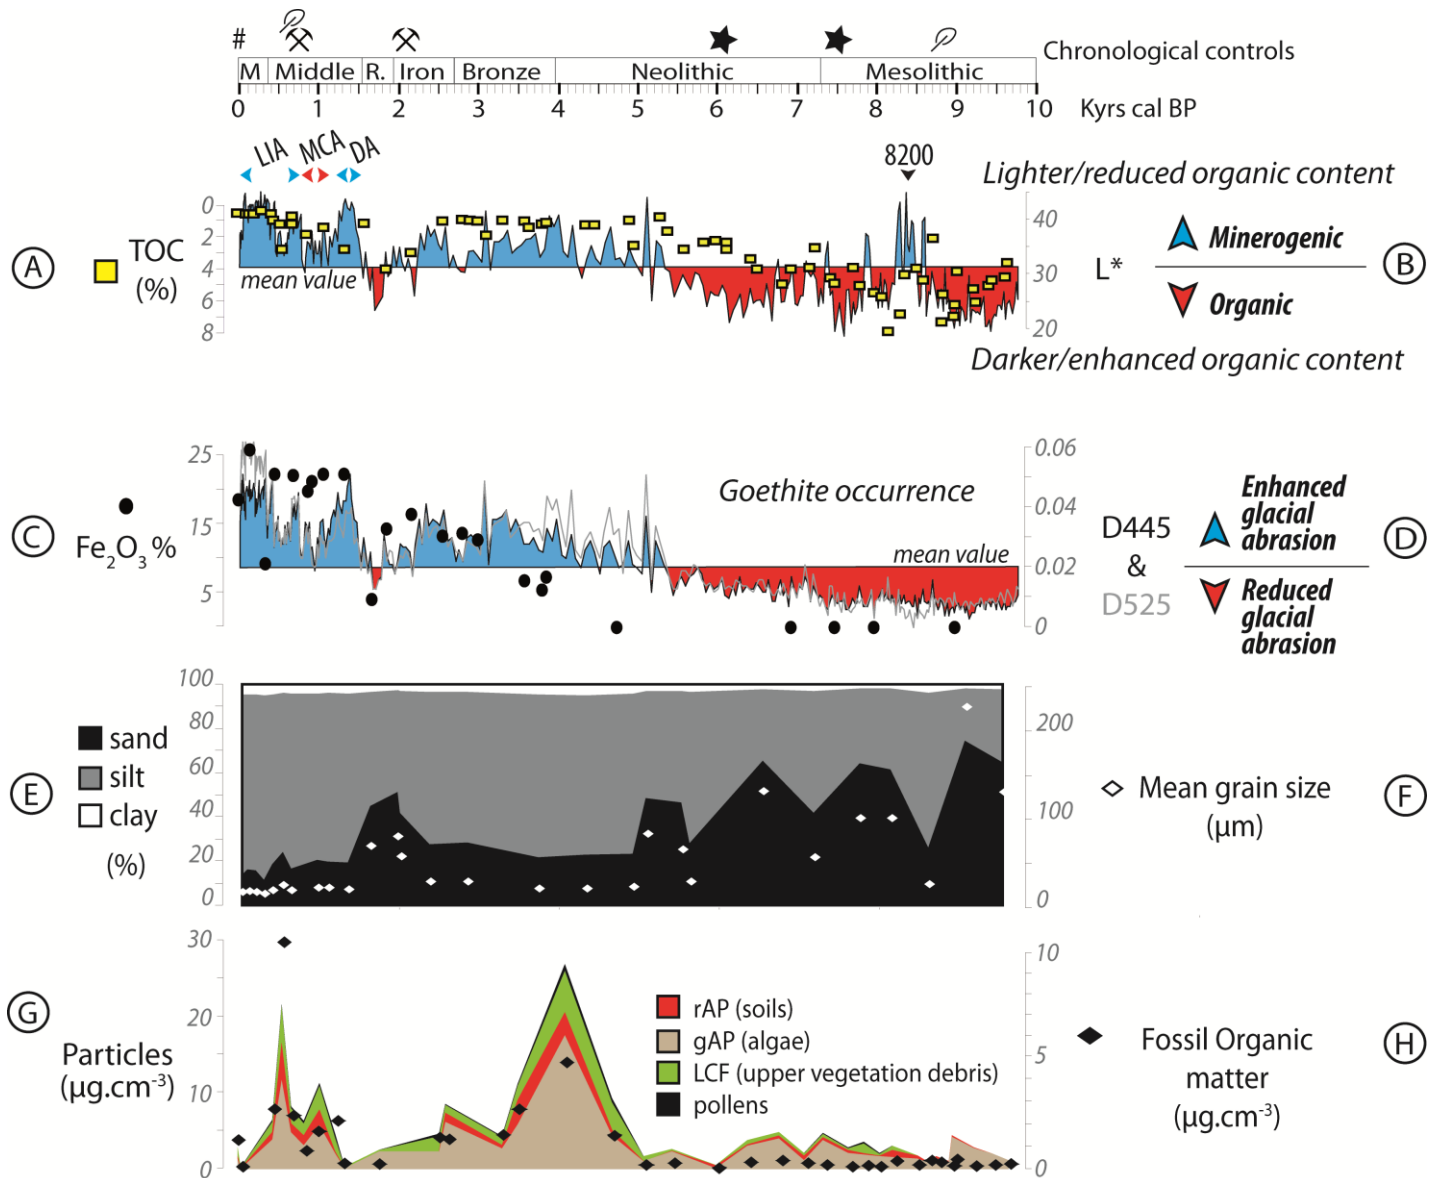 #
Chronological controls
M Middle R. Iron Bronze Neolithic Mesolithic
0 1 2 3 4 5 6 7 8 9 10 Kyrs cal BP
LIA MCA DA
8200
Lighter/reduced organic content
0
2
4
6
8
A
TOC
(%)
mean value
40
30
20
L*
Minerogenic
Organic
B
Darker/enhanced organic content
25
15
5
C
Fe2O3 %
Goethite occurrence
mean value
0.06
0.04
0.02
0
D445
&
D525
Enhanced
glacial
abrasion
Reduced
glacial
abrasion
D
100
80
60
40
20
0
E
sand
silt
clay
(%)
200
100
0
Mean grain size
(µm)
F
30
20
10
0
G
Particles
(µg.cm-3)
rAP (soils)
gAP (algae)
LCF (upper vegetation debris)
pollens
10
5
0
Fossil Organic
matter
(µg.cm-3)
H